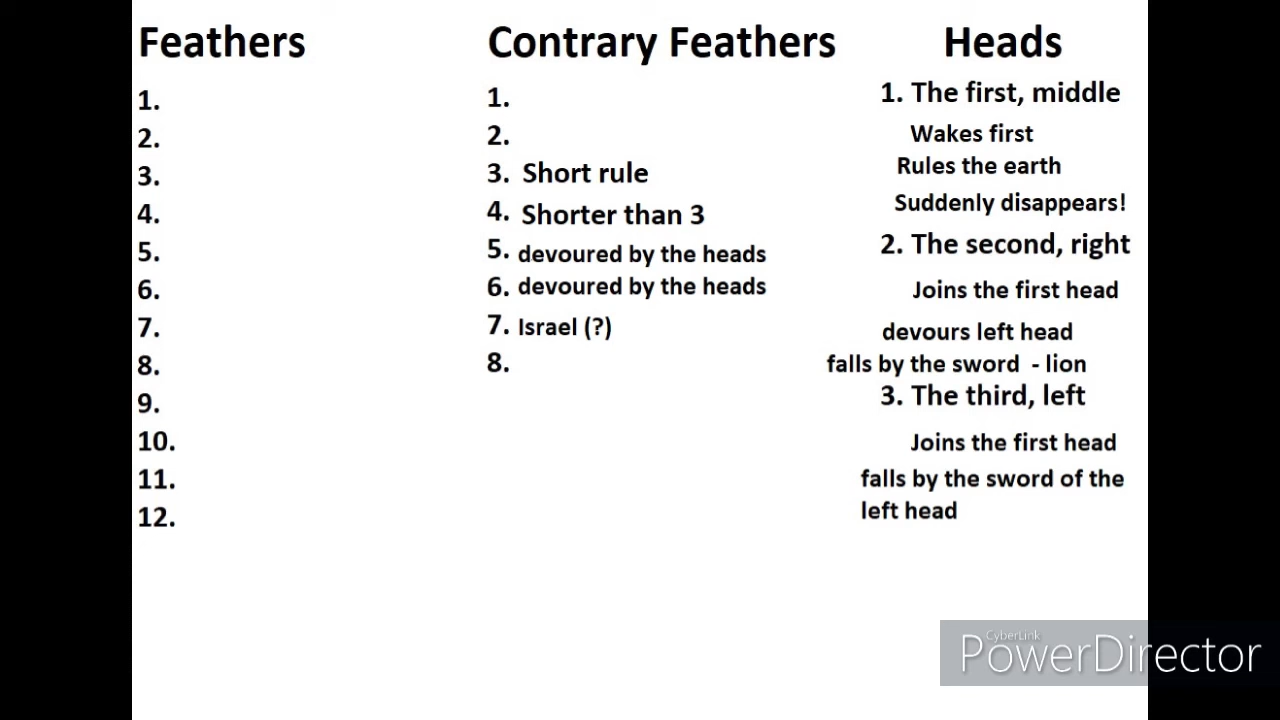 Feathers
1.
2.
3.
4.
5.
6.
7.
8.
9.
10.
11.
12.
Contrary Feathers
1.
2.
3. Short rule
4. Shorter than 3
5. devoured by the heads
6. devoured by the heads
7. Israel (?)
8.
Heads
1. The first, middle
Wakes first
Rules the earth
Suddenly disappears!
2. The second, right
Joins the first head
devours left head
falls by the sword - lion
3. The third, left
Joins the first head
falls by the sword of the
left head
CyberLink
PowerDirector